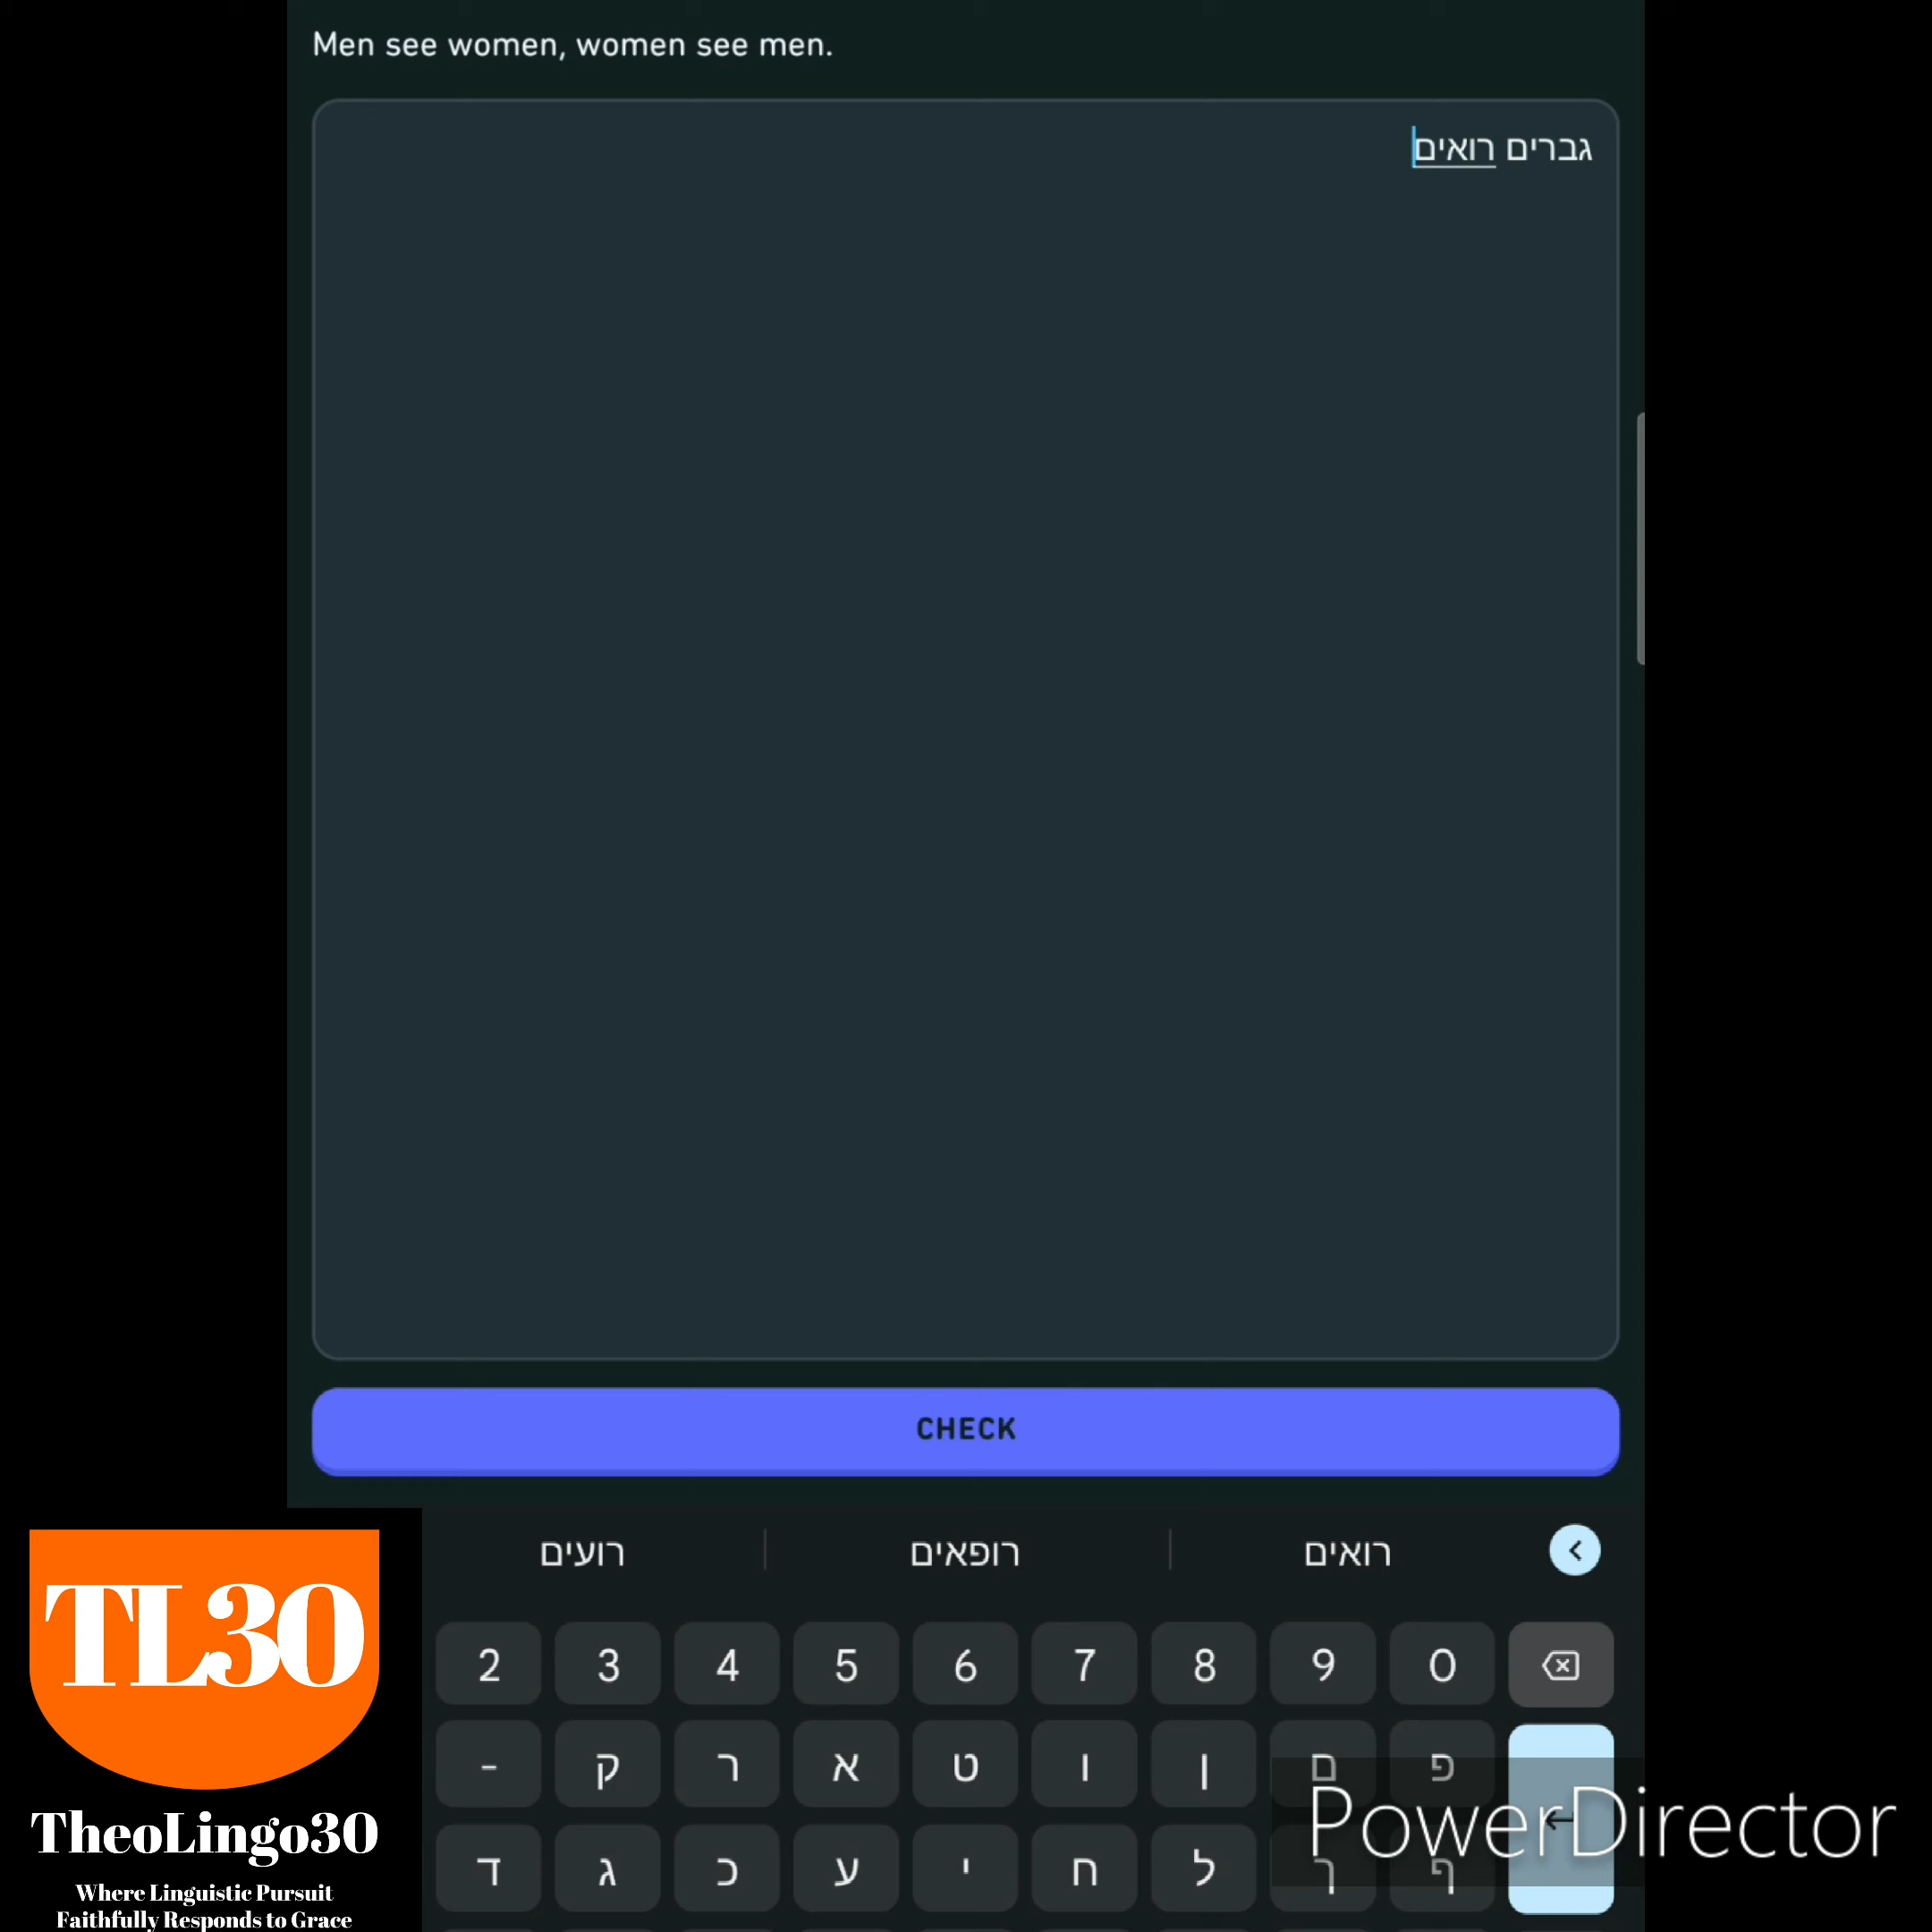 Men see women, women see men.
גברים רואים
CHECK
רועים רופאים רואים
2 3 4 5 6 7 8 9 0
- ק ר א ט ו ן ם פ
ד ג כ ע י ח ל ך ף
PowerDirector
TL30
TheoLingo30
Where Linguistic Pursuit
Faithfully Responds to Grace